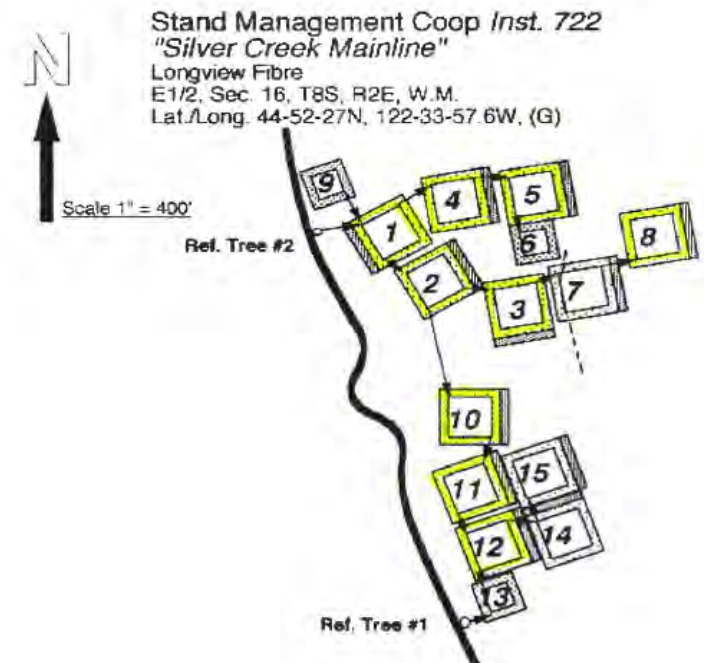 Stand Management Coop Inst. 722
"Silver Creek Mainline"
Longview Fibre
E1/2, Sec. 16, T8S, R2E, W.M.
Lat./Long. 44-52-27N, 122-33-57.6W, (G)
N
Scale 1" = 400'
9
4
5
1
Ref. Tree #2
6
8
2
7
3
10
15
11
14
12
13
Ref. Tree #1